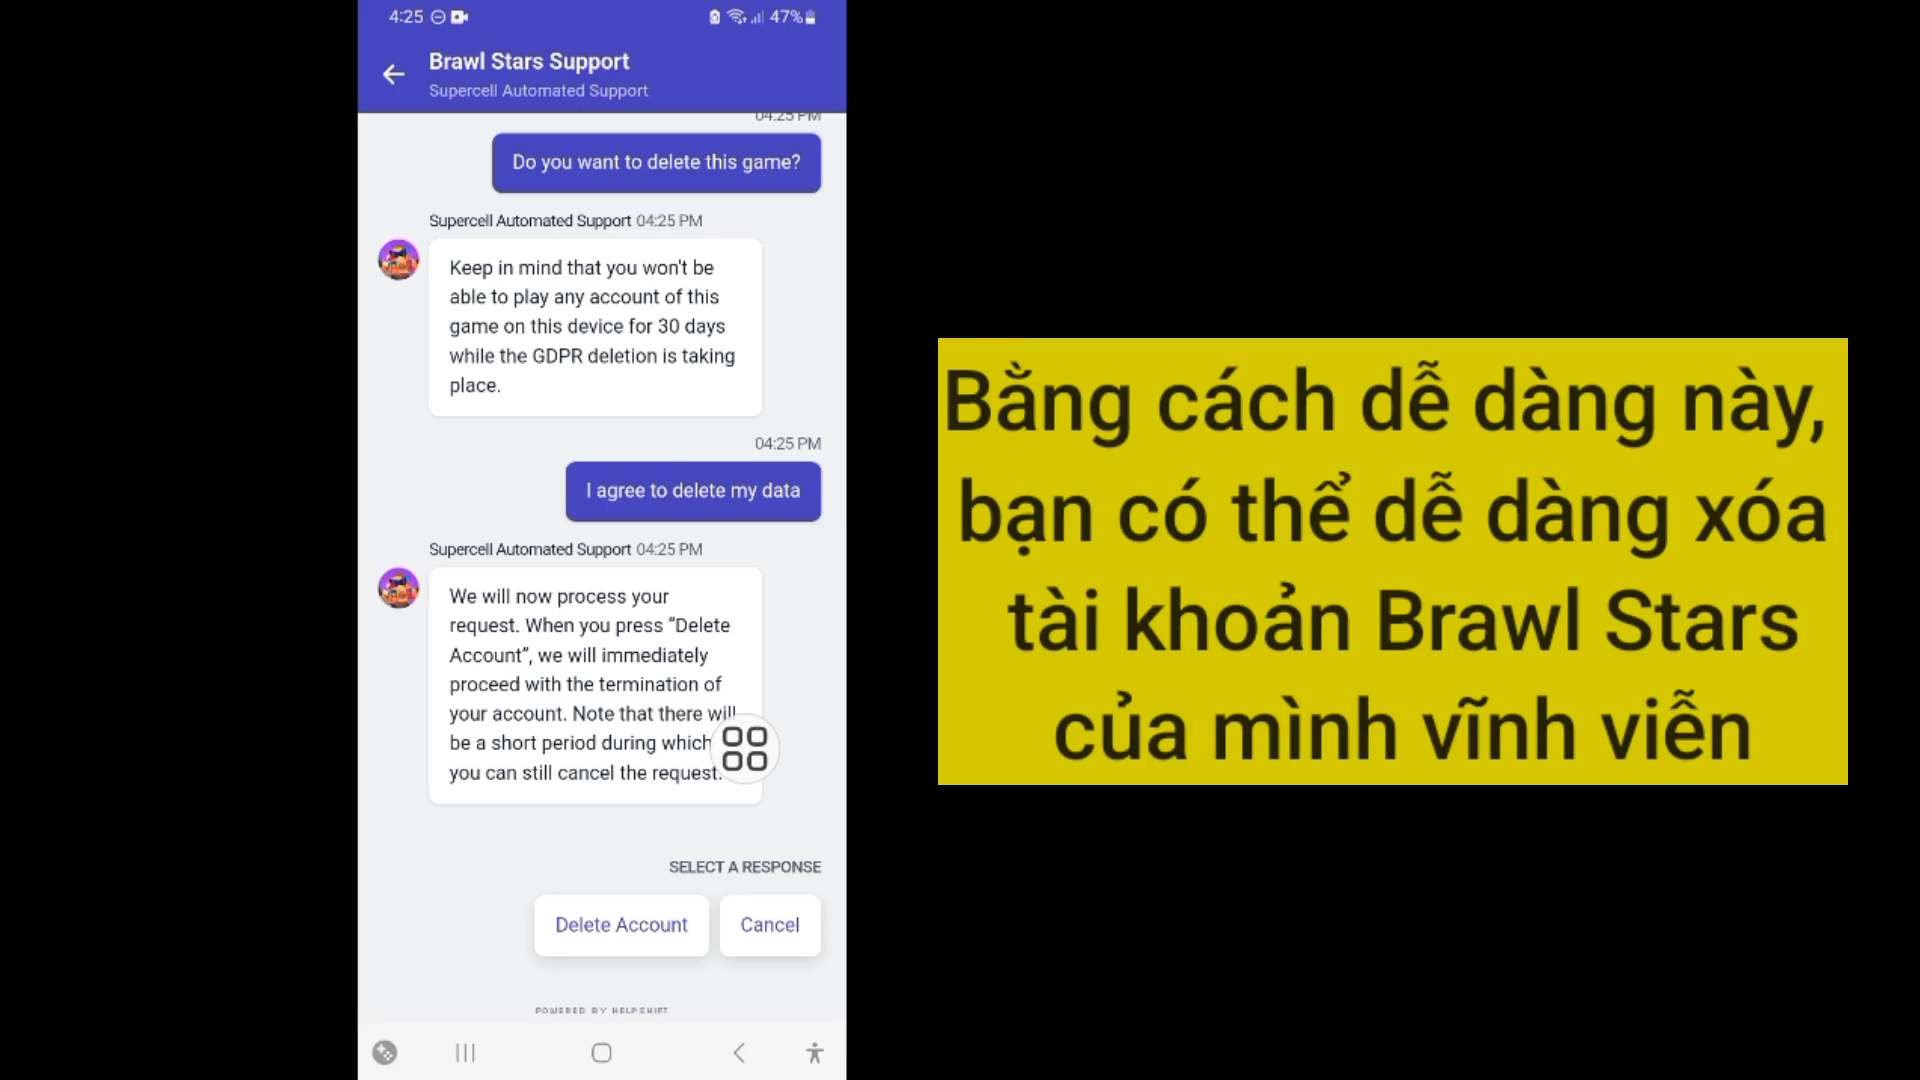 4:25 47%
Brawl Stars Support
Supercell Automated Support
04:25 PM
Do you want to delete this game?
Supercell Automated Support 04:25 PM
Keep in mind that you won't be
able to play any account of this
game on this device for 30 days
while the GDPR deletion is taking
place.
04:25 PM
I agree to delete my data
Supercell Automated Support 04:25 PM
We will now process your
request. When you press “Delete
Account”, we will immediately
proceed with the termination of
your account. Note that there will
be a short period during which
you can still cancel the request.
SELECT A RESPONSE
Delete Account Cancel
POWERED BY HELPSHIFT
Bằng cách dễ dàng này,
bạn có thể dễ dàng xóa
tài khoản Brawl Stars
của mình vĩnh viễn